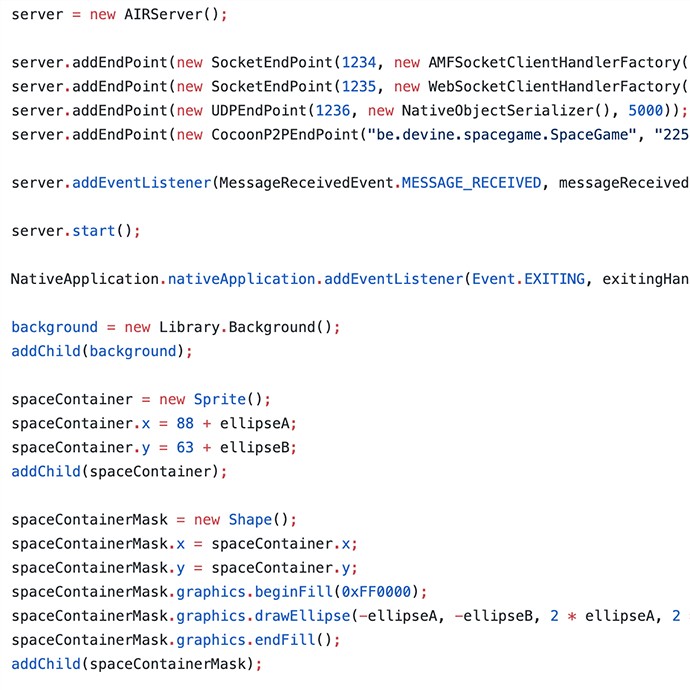 server = new AIRServer();
server.addEndPoint(new SocketEndPoint(1234, new AMFSocketClientHandlerFactory(
server.addEndPoint(new SocketEndPoint(1235, new WebSocketClientHandlerFactory(
server.addEndPoint(new UDPEndPoint(1236, new NativeObjectSerializer(), 5000));
server.addEndPoint(new CocoonP2PEndPoint("be.devine.spacegame.SpaceGame", "225
server.addEventListener(MessageReceivedEvent.MESSAGE_RECEIVED, messageReceived
server.start();
NativeApplication.nativeApplication.addEventListener(Event.EXITING, exitingHan
background = new Library.Background();
addChild(background);
spaceContainer = new Sprite();
spaceContainer.x = 88 + ellipseA;
spaceContainer.y = 63 + ellipseB;
addChild(spaceContainer);
spaceContainerMask = new Shape();
spaceContainerMask.x = spaceContainer.x;
spaceContainerMask.y = spaceContainer.y;
spaceContainerMask.graphics.beginFill(0xFF0000);
spaceContainerMask.graphics.drawEllipse(-ellipseA, -ellipseB, 2 * ellipseA, 2
spaceContainerMask.graphics.endFill();
addChild(spaceContainerMask);